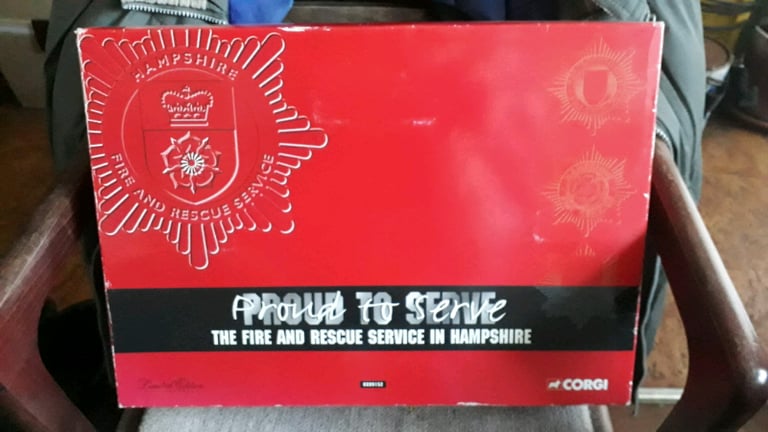 HAMPSHIRE
FIRE AND RESCUE SERVICE
PROUD TO SERVE
Proud to Serve
THE FIRE AND RESCUE SERVICE IN HAMPSHIRE
Limited Edition
CORGI